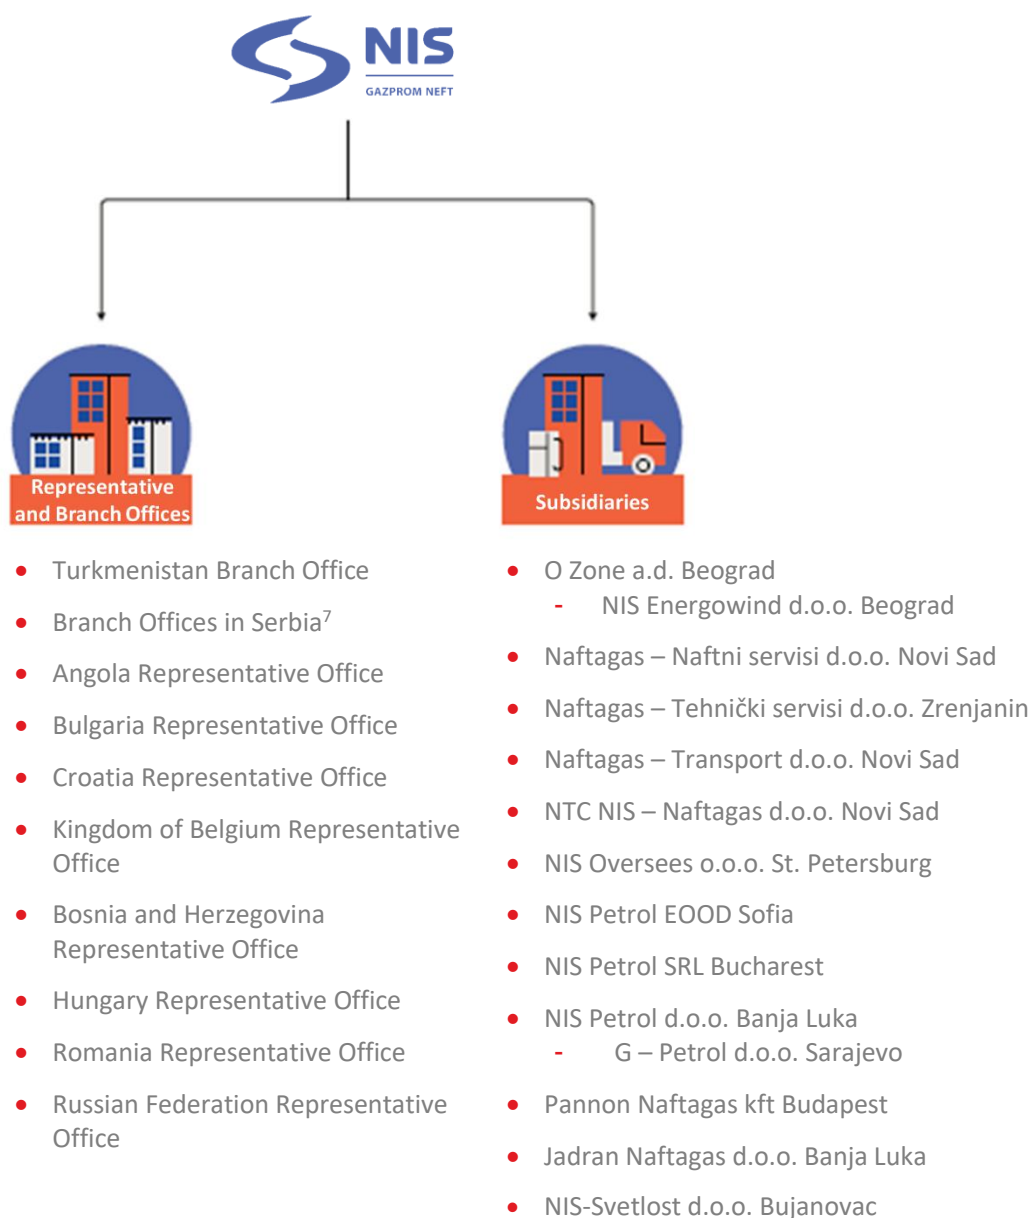 NIS
GAZPROM NEFT
Representative
and Branch Offices
• Turkmenistan Branch Office
• Branch Offices in Serbia⁷
• Angola Representative Office
• Bulgaria Representative Office
• Croatia Representative Office
• Kingdom of Belgium Representative
Office
• Bosnia and Herzegovina
Representative Office
• Hungary Representative Office
• Romania Representative Office
• Russian Federation Representative
Office
Subsidiaries
• O Zone a.d. Beograd
- NIS Energowind d.o.o. Beograd
• Naftagas – Naftni servisi d.o.o. Novi Sad
• Naftagas – Tehnički servisi d.o.o. Zrenjanin
• Naftagas – Transport d.o.o. Novi Sad
• NTC NIS – Naftagas d.o.o. Novi Sad
• NIS Oversees o.o.o. St. Petersburg
• NIS Petrol EOOD Sofia
• NIS Petrol SRL Bucharest
• NIS Petrol d.o.o. Banja Luka
- G – Petrol d.o.o. Sarajevo
• Pannon Naftagas kft Budapest
• Jadran Naftagas d.o.o. Banja Luka
• NIS-Svetlost d.o.o. Bujanovac